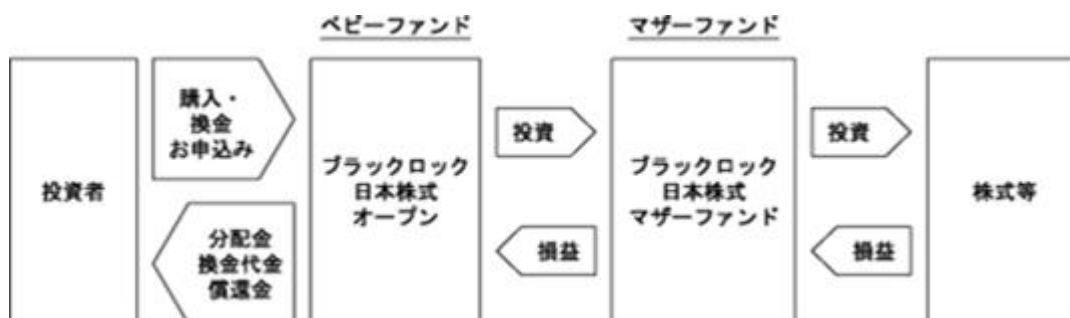 ベビーファンド
マザーファンド
投資者
購入・
換金
お申込み
分配金
換金代金
償還金
ブラックロック
日本株式
オープン
投資
損益
ブラックロック
日本株式
マザーファンド
投資
損益
株式等